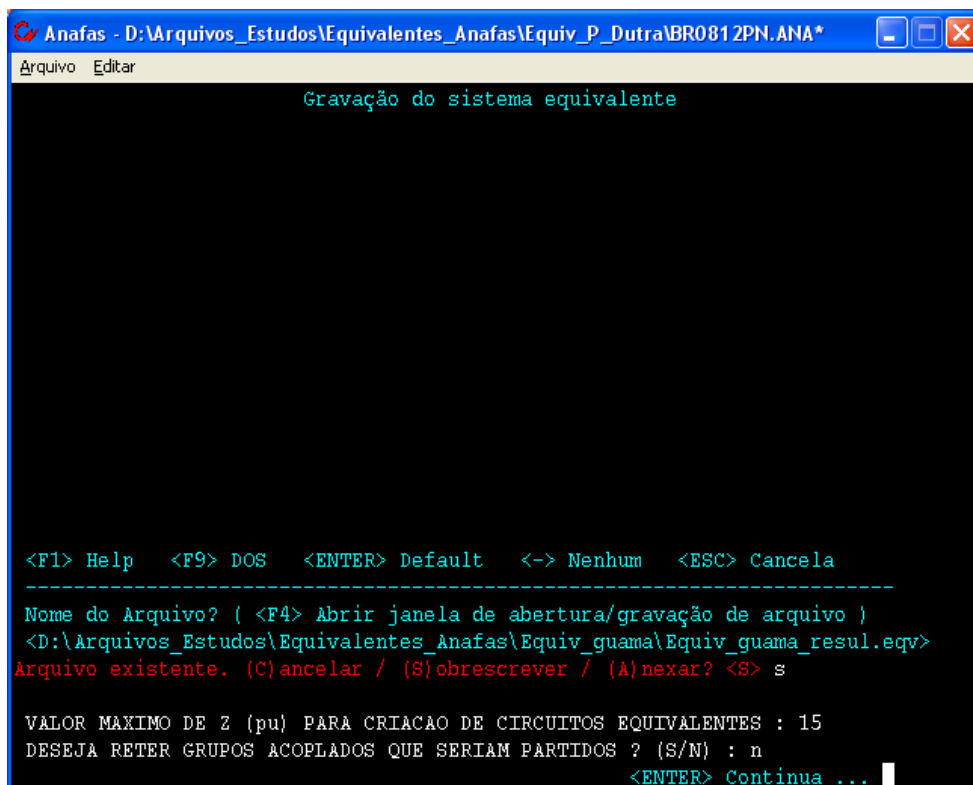 Anafas - D:\Arquivos_Estudos\Equivalentes_Anafas\Equiv_P_Dutra\BR0812PN.ANA*
Arquivo Editar
Gravação do sistema equivalente
<F1> Help <F9> DOS <ENTER> Default <-> Nenhum <ESC> Cancela
------------------------------------------------------------------------
Nome do Arquivo? ( <F4> Abrir janela de abertura/gravação de arquivo )
<D:\Arquivos_Estudos\Equivalentes_Anafas\Equiv_guama\Equiv_guama_resul.eqv>
Arquivo existente. (C)ancelar / (S)obrescrever / (A)nexar? <S> s
VALOR MAXIMO DE Z (pu) PARA CRIACAO DE CIRCUITOS EQUIVALENTES : 15
DESEJA RETER GRUPOS ACOPLADOS QUE SERIAM PARTIDOS ? (S/N) : n
<ENTER> Continua ...